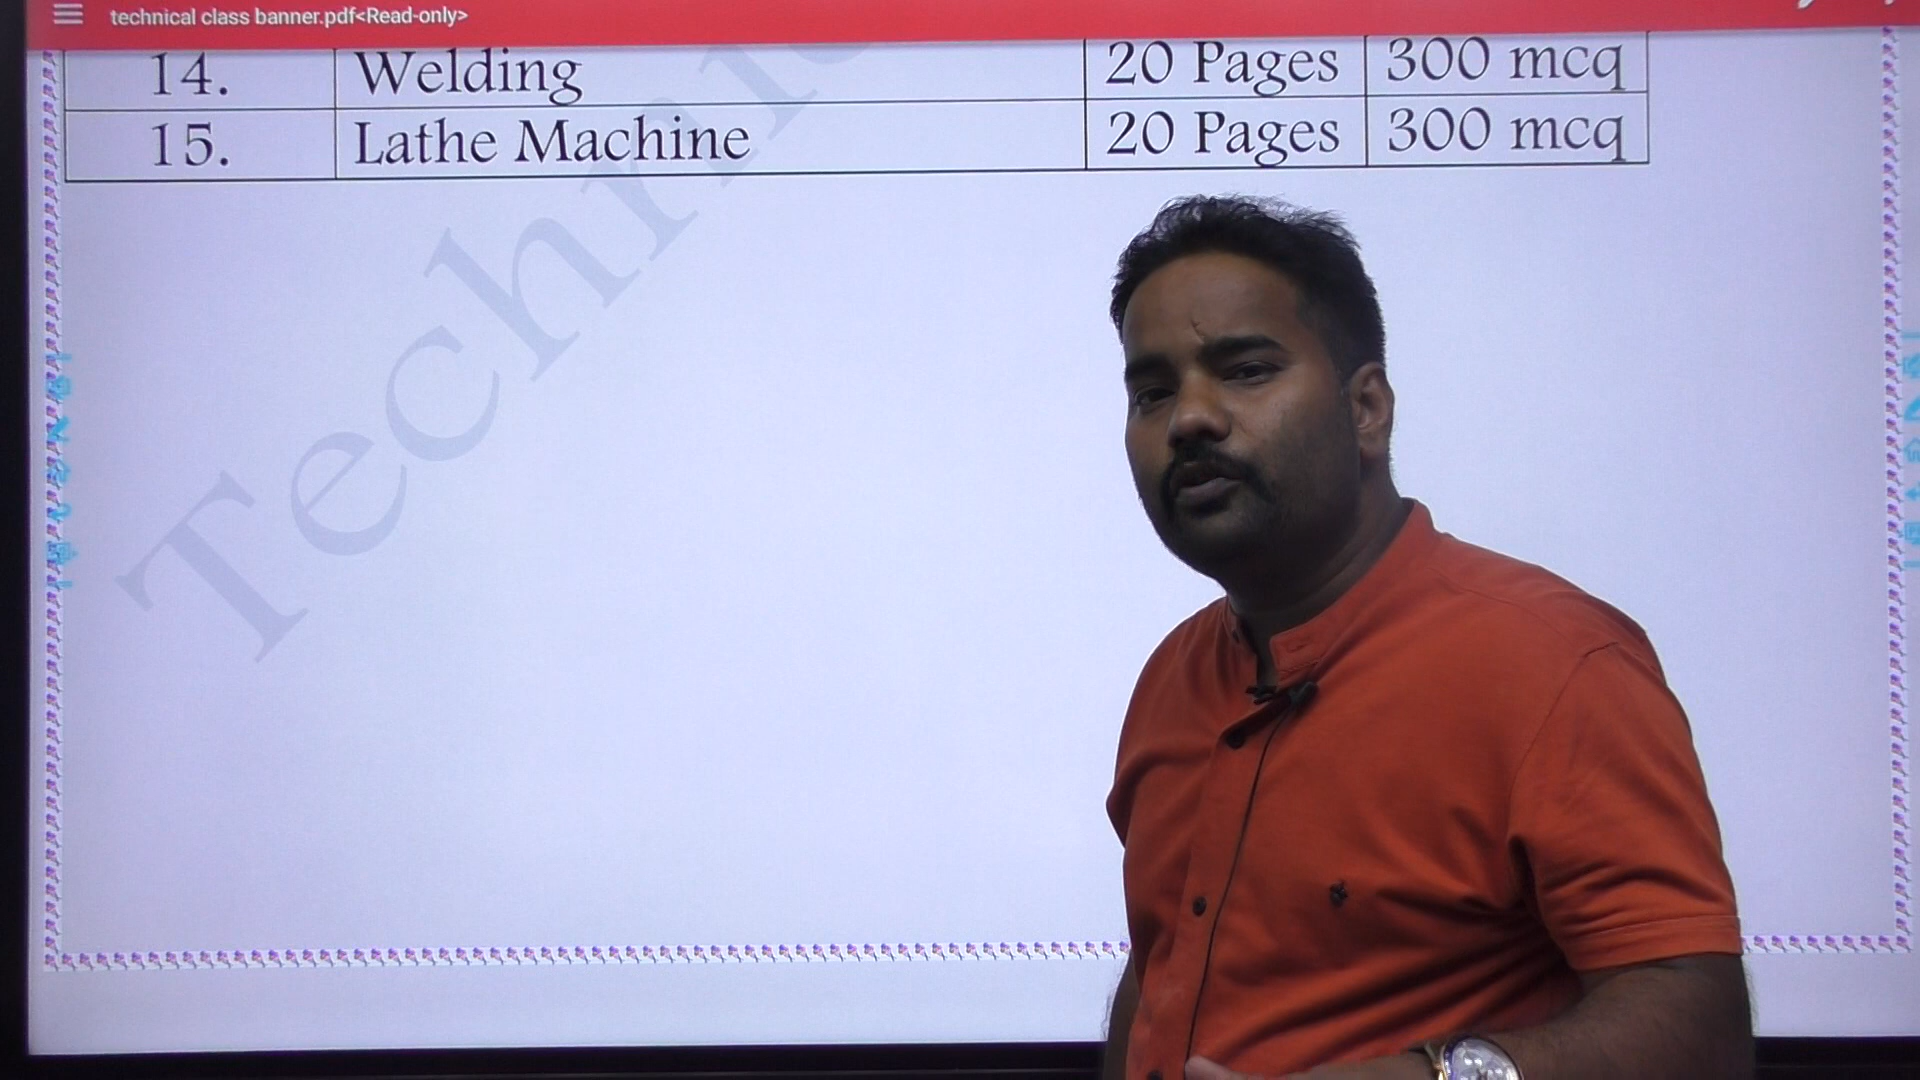 technical class banner.pdf<Read-only>
14. Welding 20 Pages 300 mcq
15. Lathe Machine 20 Pages 300 mcq
Techn